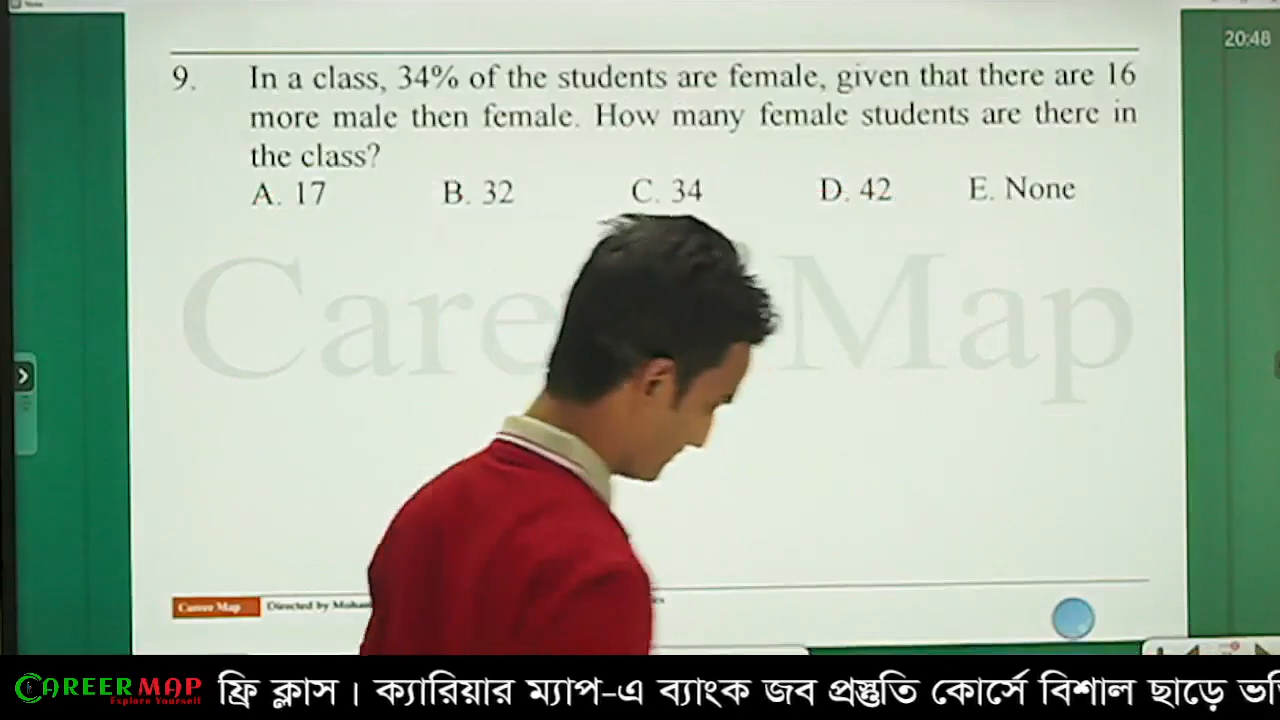 20:48
9. In a class, 34% of the students are female, given that there are 16
more male then female. How many female students are there in
the class?
A. 17 B. 32 C. 34 D. 42 E. None
Career Map
Career Map Directed by
CAREER MAP
Explore Yourself
ফ্রি ক্লাস। ক্যারিয়ার ম্যাপ-এ ব্যাংক জব প্রস্তুতি কোর্সে বিশাল ছাড়ে